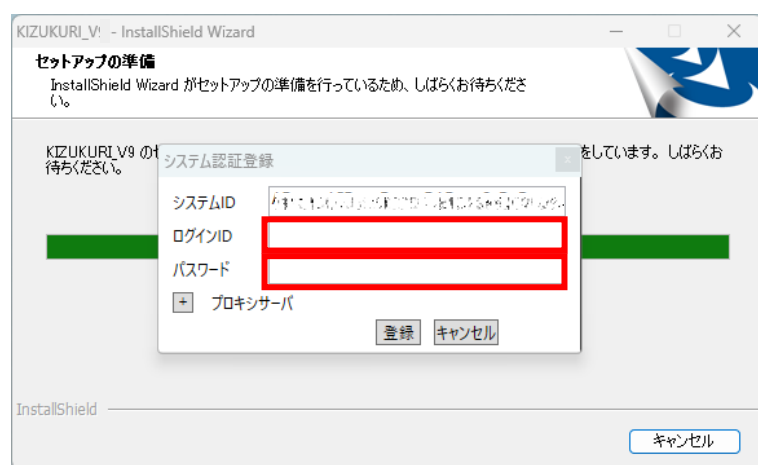 KIZUKURI_V - InstallShield Wizard
セットアップの準備
InstallShield Wizard がセットアップの準備を行っているため、しばらくお待ちくださ
い。
KIZUKURI_V9 の
をしています。しばらくお
待ちください。
システム認証登録
x
システムID
ログインID
パスワード
+ プロキシサーバ
登録 キャンセル
InstallShield
キャンセル